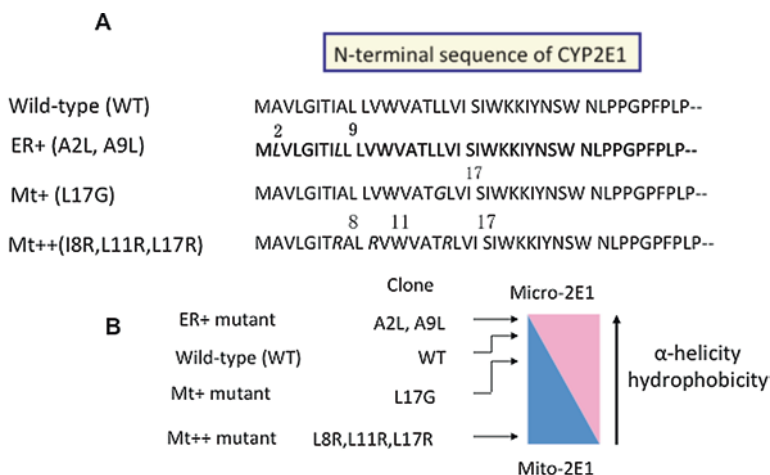 A
N-terminal sequence of CYP2E1
Wild-type (WT) MAVLGITIAL LVWVATLLVI SIWKKIYNSW NLPPGPFPLP--
2 9
ER+ (A2L, A9L) MLVLGITILL LVWVATLLVI SIWKKIYNSW NLPPGPFPLP--
17
Mt+ (L17G) MAVLGITIAL LVWVATGLVI SIWKKIYNSW NLPPGPFPLP--
8 11 17
Mt++(I8R,L11R,L17R) MAVLGITRAL RVWVATRLVI SIWKKIYNSW NLPPGPFPLP--
Clone Micro-2E1
B
ER+ mutant A2L, A9L
Wild-type (WT) WT
α-helicity
hydrophobicity
Mt+ mutant L17G
Mt++ mutant L8R,L11R,L17R
Mito-2E1